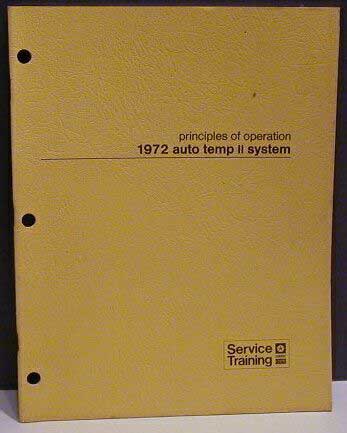 principles of operation
1972 auto temp II system
Service
Training